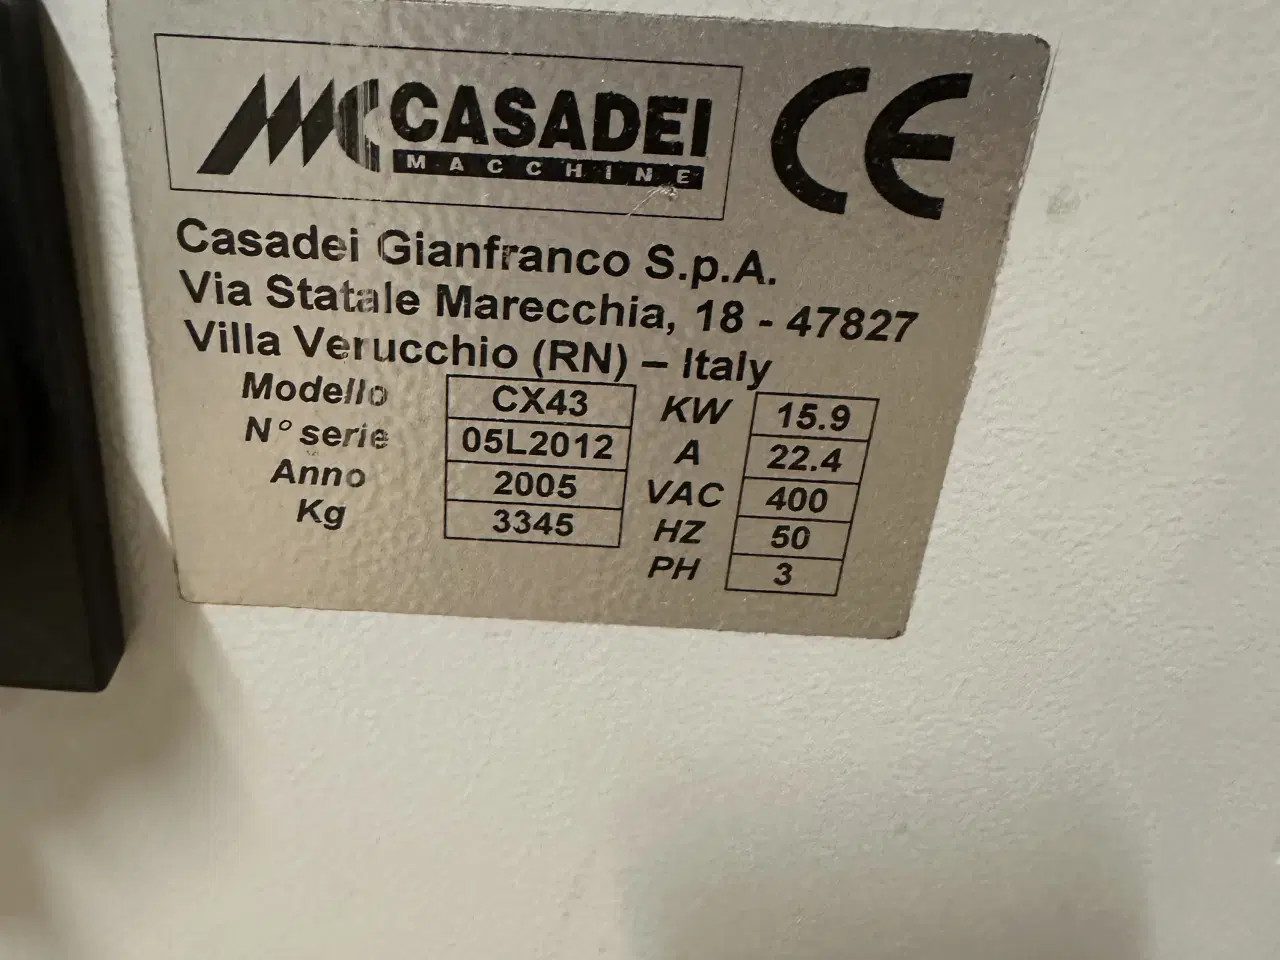 CASADEI
MACCHINE
CE
Casadei Gianfranco S.p.A.
Via Statale Marecchia, 18 - 47827
Villa Verucchio (RN) – Italy
Modello CX43 KW 15.9
N° serie 05L2012 A 22.4
Anno 2005 VAC 400
Kg 3345 HZ 50
PH 3